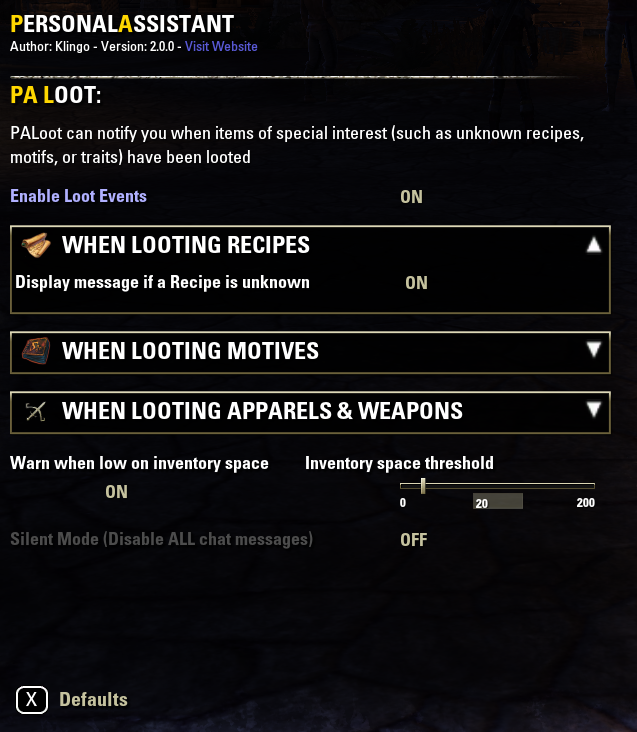 PERSONALASSISTANT
Author: Klingo - Version: 2.0.0 - Visit Website
PA LOOT:
PALoot can notify you when items of special interest (such as unknown recipes,
motifs, or traits) have been looted
Enable Loot Events ON
WHEN LOOTING RECIPES
Display message if a Recipe is unknown ON
WHEN LOOTING MOTIVES
WHEN LOOTING APPARELS & WEAPONS
Warn when low on inventory space Inventory space threshold
ON
0 20 200
Silent Mode (Disable ALL chat messages) OFF
X Defaults